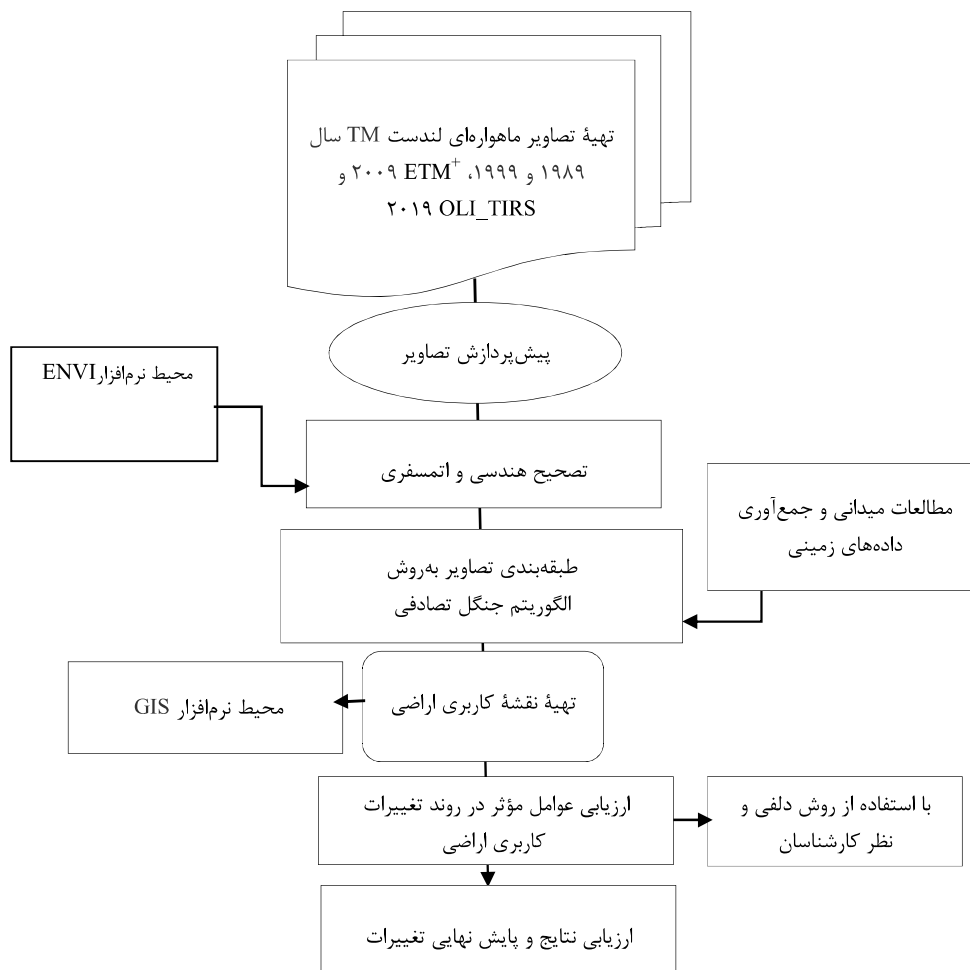 تهیهٔ تصاویر ماهواره‌ای لندست TM سال
۱۹۸۹ و ۱۹۹۹، ETM+ ۲۰۰۹ و
OLI_TIRS ۲۰۱۹
پیش‌پردازش تصاویر
محیط نرم‌افزارENVI
تصحیح هندسی و اتمسفری
مطالعات میدانی و جمع‌آوری
داده‌های زمینی
طبقه‌بندی تصاویر به‌روش
الگوریتم جنگل تصادفی
تهیهٔ نقشهٔ کاربری اراضی
محیط نرم‌افزار GIS
ارزیابی عوامل مؤثر در روند تغییرات
کاربری اراضی
با استفاده از روش دلفی و
نظر کارشناسان
ارزیابی نتایج و پایش نهایی تغییرات